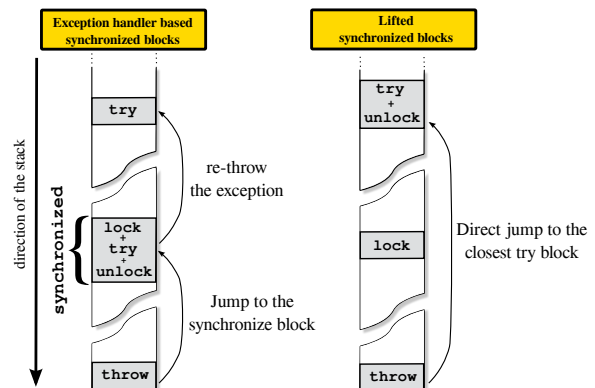 Exception handler based
synchronized blocks
Lifted
synchronized blocks
direction of the stack
try
re-throw
the exception
synchronized
lock
+
try
+
unlock
Jump to the
synchronize block
throw
try
+
unlock
lock
Direct jump to the
closest try block
throw